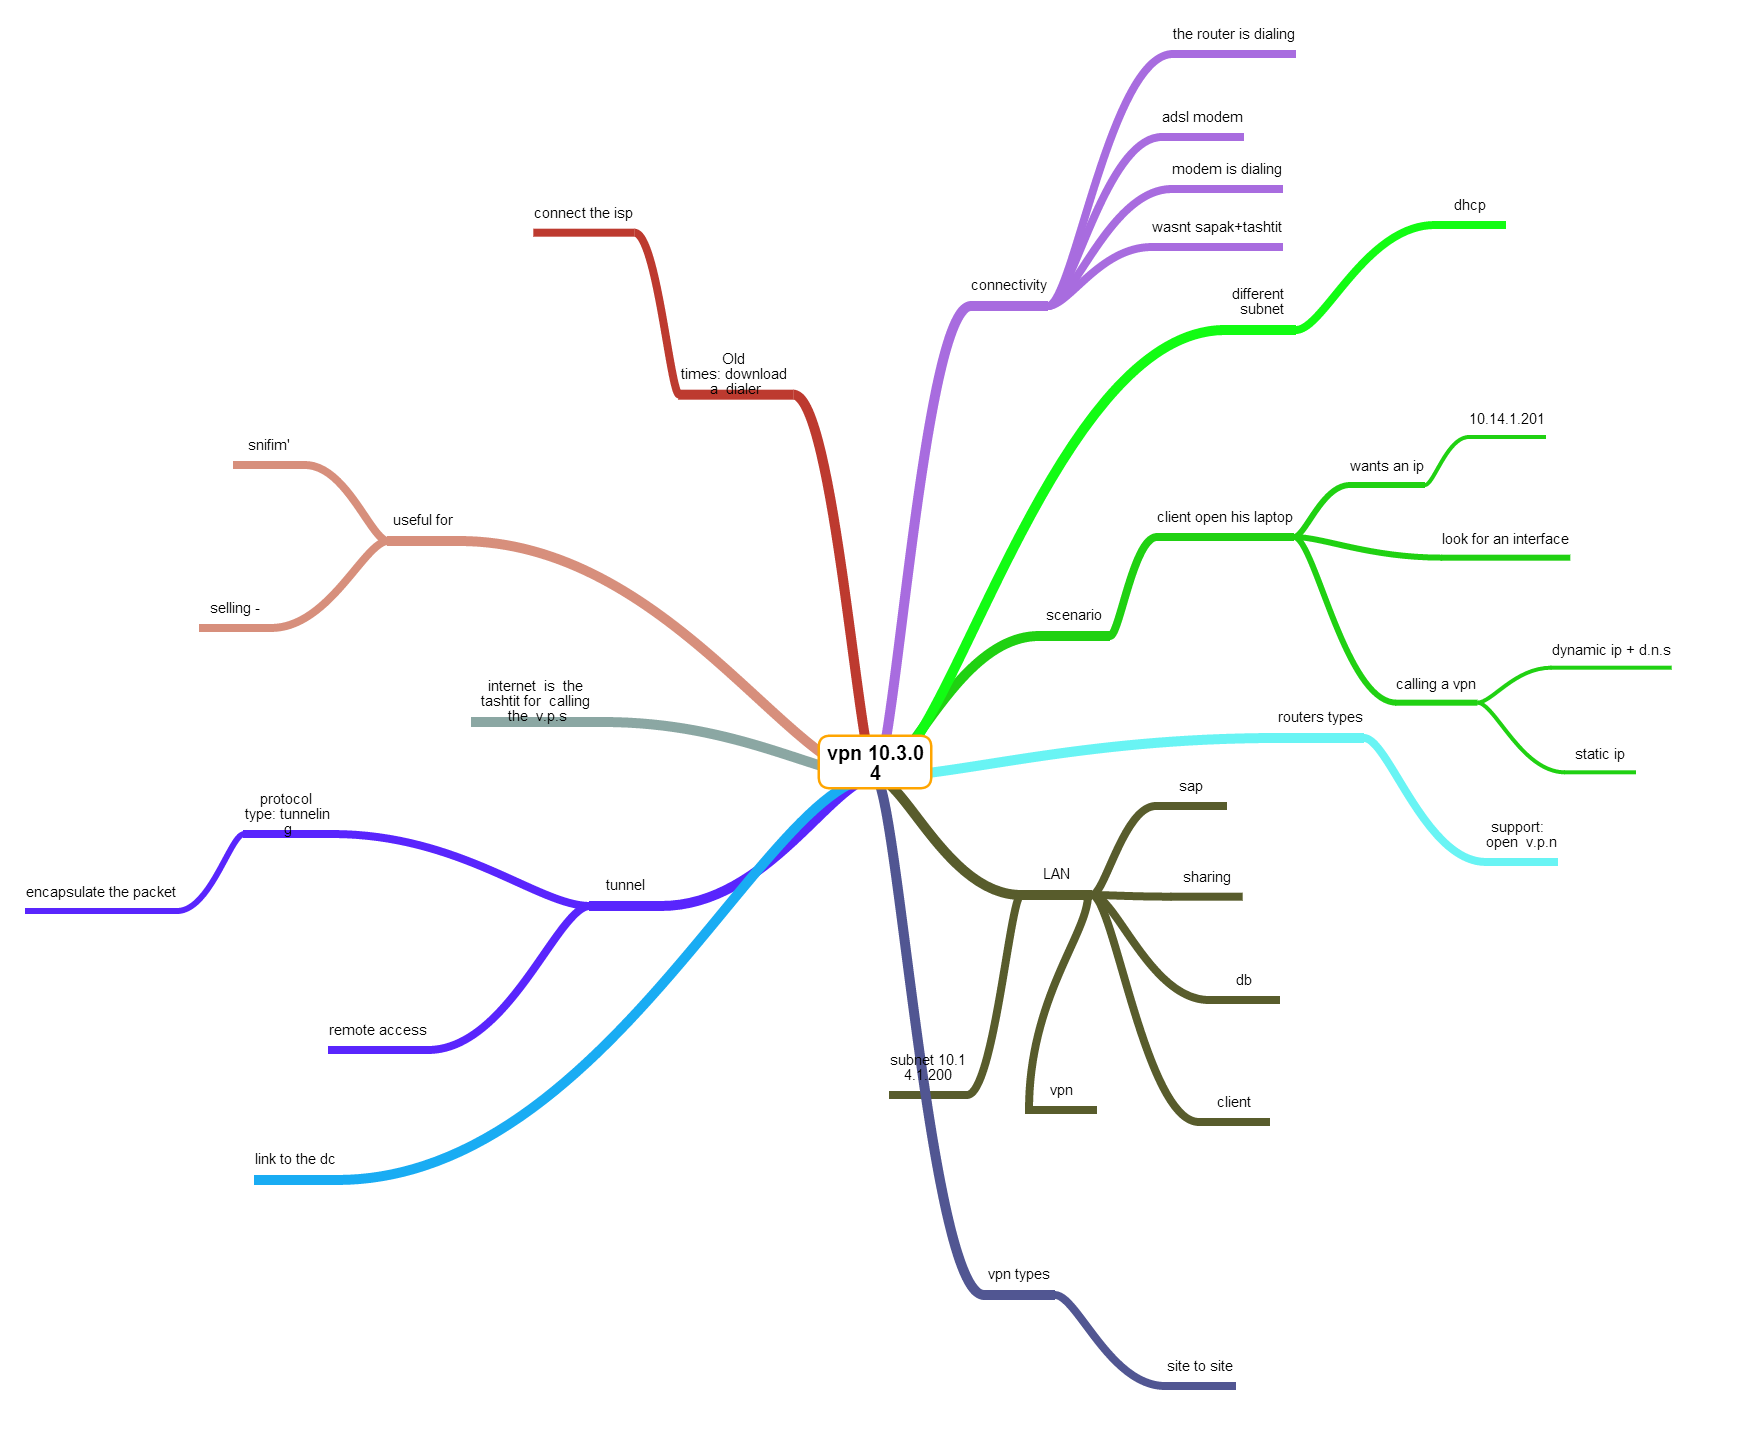 the router is dialing
adsl modem
modem is dialing
wasnt sapak+tashtit
connectivity
dhcp
different
subnet
connect the isp
Old
times: download
a  dialer
snifim'
useful for
selling -
10.14.1.201
wants an ip
client open his laptop
look for an interface
scenario
dynamic ip + d.n.s
calling a vpn
static ip
internet  is  the
tashtit for  calling
the  v.p.s
vpn 10.3.0
4
routers types
support:
open  v.p.n
sap
LAN
sharing
db
subnet 10.1
4.1.200
vpn
client
protocol
type: tunnelin
g
encapsulate the packet
tunnel
remote access
link to the dc
vpn types
site to site